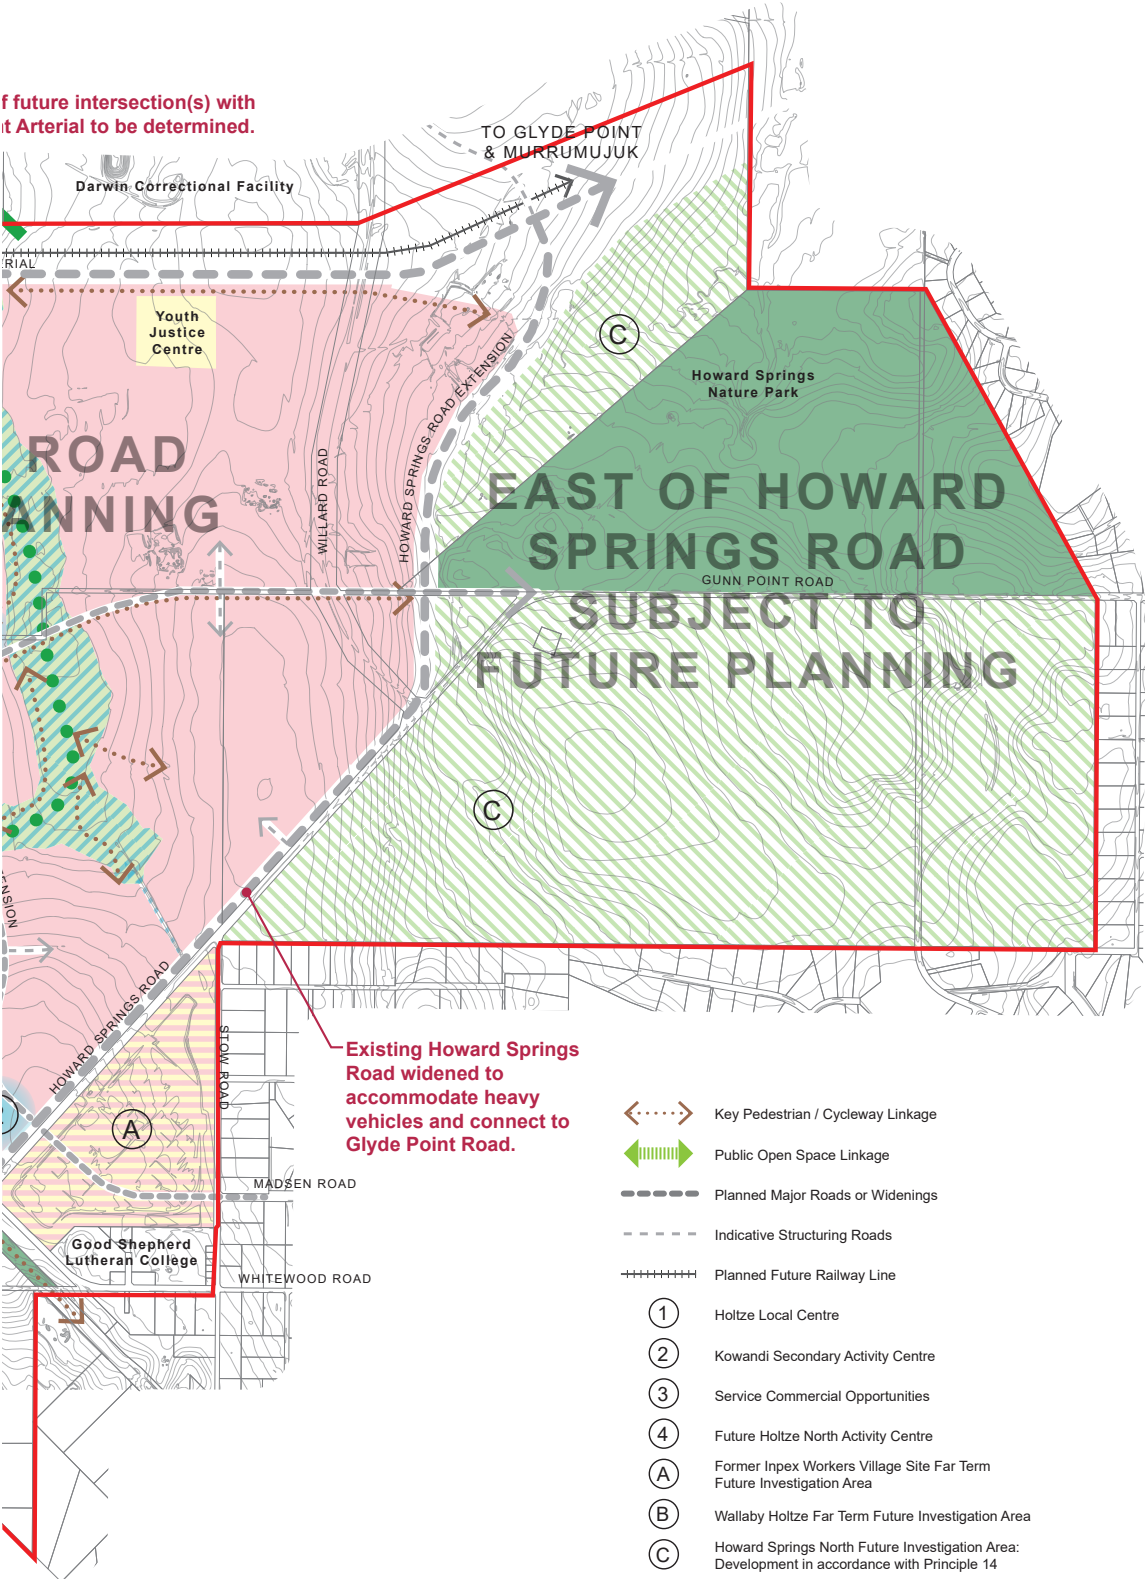 f future intersection(s) with
t Arterial to be determined.
TO GLYDE POINT
& MURRUMUJUK
Darwin Correctional Facility
RIAL
Youth
Justice
Centre
C
Howard Springs
Nature Park
HOWARD SPRINGS ROAD EXTENSION
WILLARD ROAD
ROAD
ANNING
EAST OF HOWARD
SPRINGS ROAD
SUBJECT TO
FUTURE PLANNING
GUNN POINT ROAD
C
ENSION
HOWARD SPRINGS ROAD
STOW ROAD
Existing Howard Springs
Road widened to
accommodate heavy
vehicles and connect to
Glyde Point Road.
A
MADSEN ROAD
Good Shepherd
Lutheran College
WHITEWOOD ROAD
Key Pedestrian / Cycleway Linkage
Public Open Space Linkage
Planned Major Roads or Widenings
Indicative Structuring Roads
Planned Future Railway Line
1 Holtze Local Centre
2 Kowandi Secondary Activity Centre
3 Service Commercial Opportunities
4 Future Holtze North Activity Centre
A Former Inpex Workers Village Site Far Term
Future Investigation Area
B Wallaby Holtze Far Term Future Investigation Area
C Howard Springs North Future Investigation Area:
Development in accordance with Principle 14